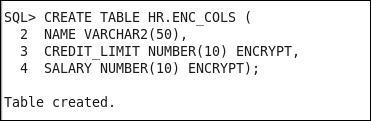 SQL> CREATE TABLE HR.ENC_COLS (
  2  NAME VARCHAR2(50),
  3  CREDIT_LIMIT NUMBER(10) ENCRYPT,
  4  SALARY NUMBER(10) ENCRYPT);
Table created.